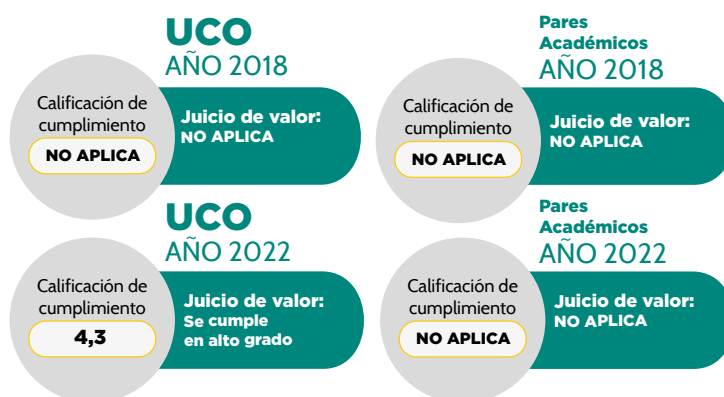 UCO
AÑO 2018
Calificación de
cumplimiento
NO APLICA
Juicio de valor:
NO APLICA
Pares
Académicos
AÑO 2018
Calificación de
cumplimiento
NO APLICA
Juicio de valor:
NO APLICA
UCO
AÑO 2022
Calificación de
cumplimiento
4,3
Juicio de valor:
Se cumple
en alto grado
Pares
Académicos
AÑO 2022
Calificación de
cumplimiento
NO APLICA
Juicio de valor:
NO APLICA